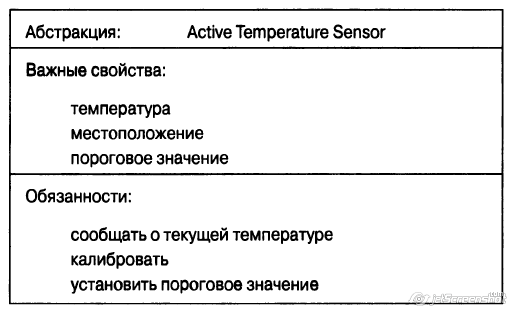 Абстракция: Active Temperature Sensor
Важные свойства:
температура
местоположение
пороговое значение
Обязанности:
сообщать о текущей температуре
калибровать
установить пороговое значение